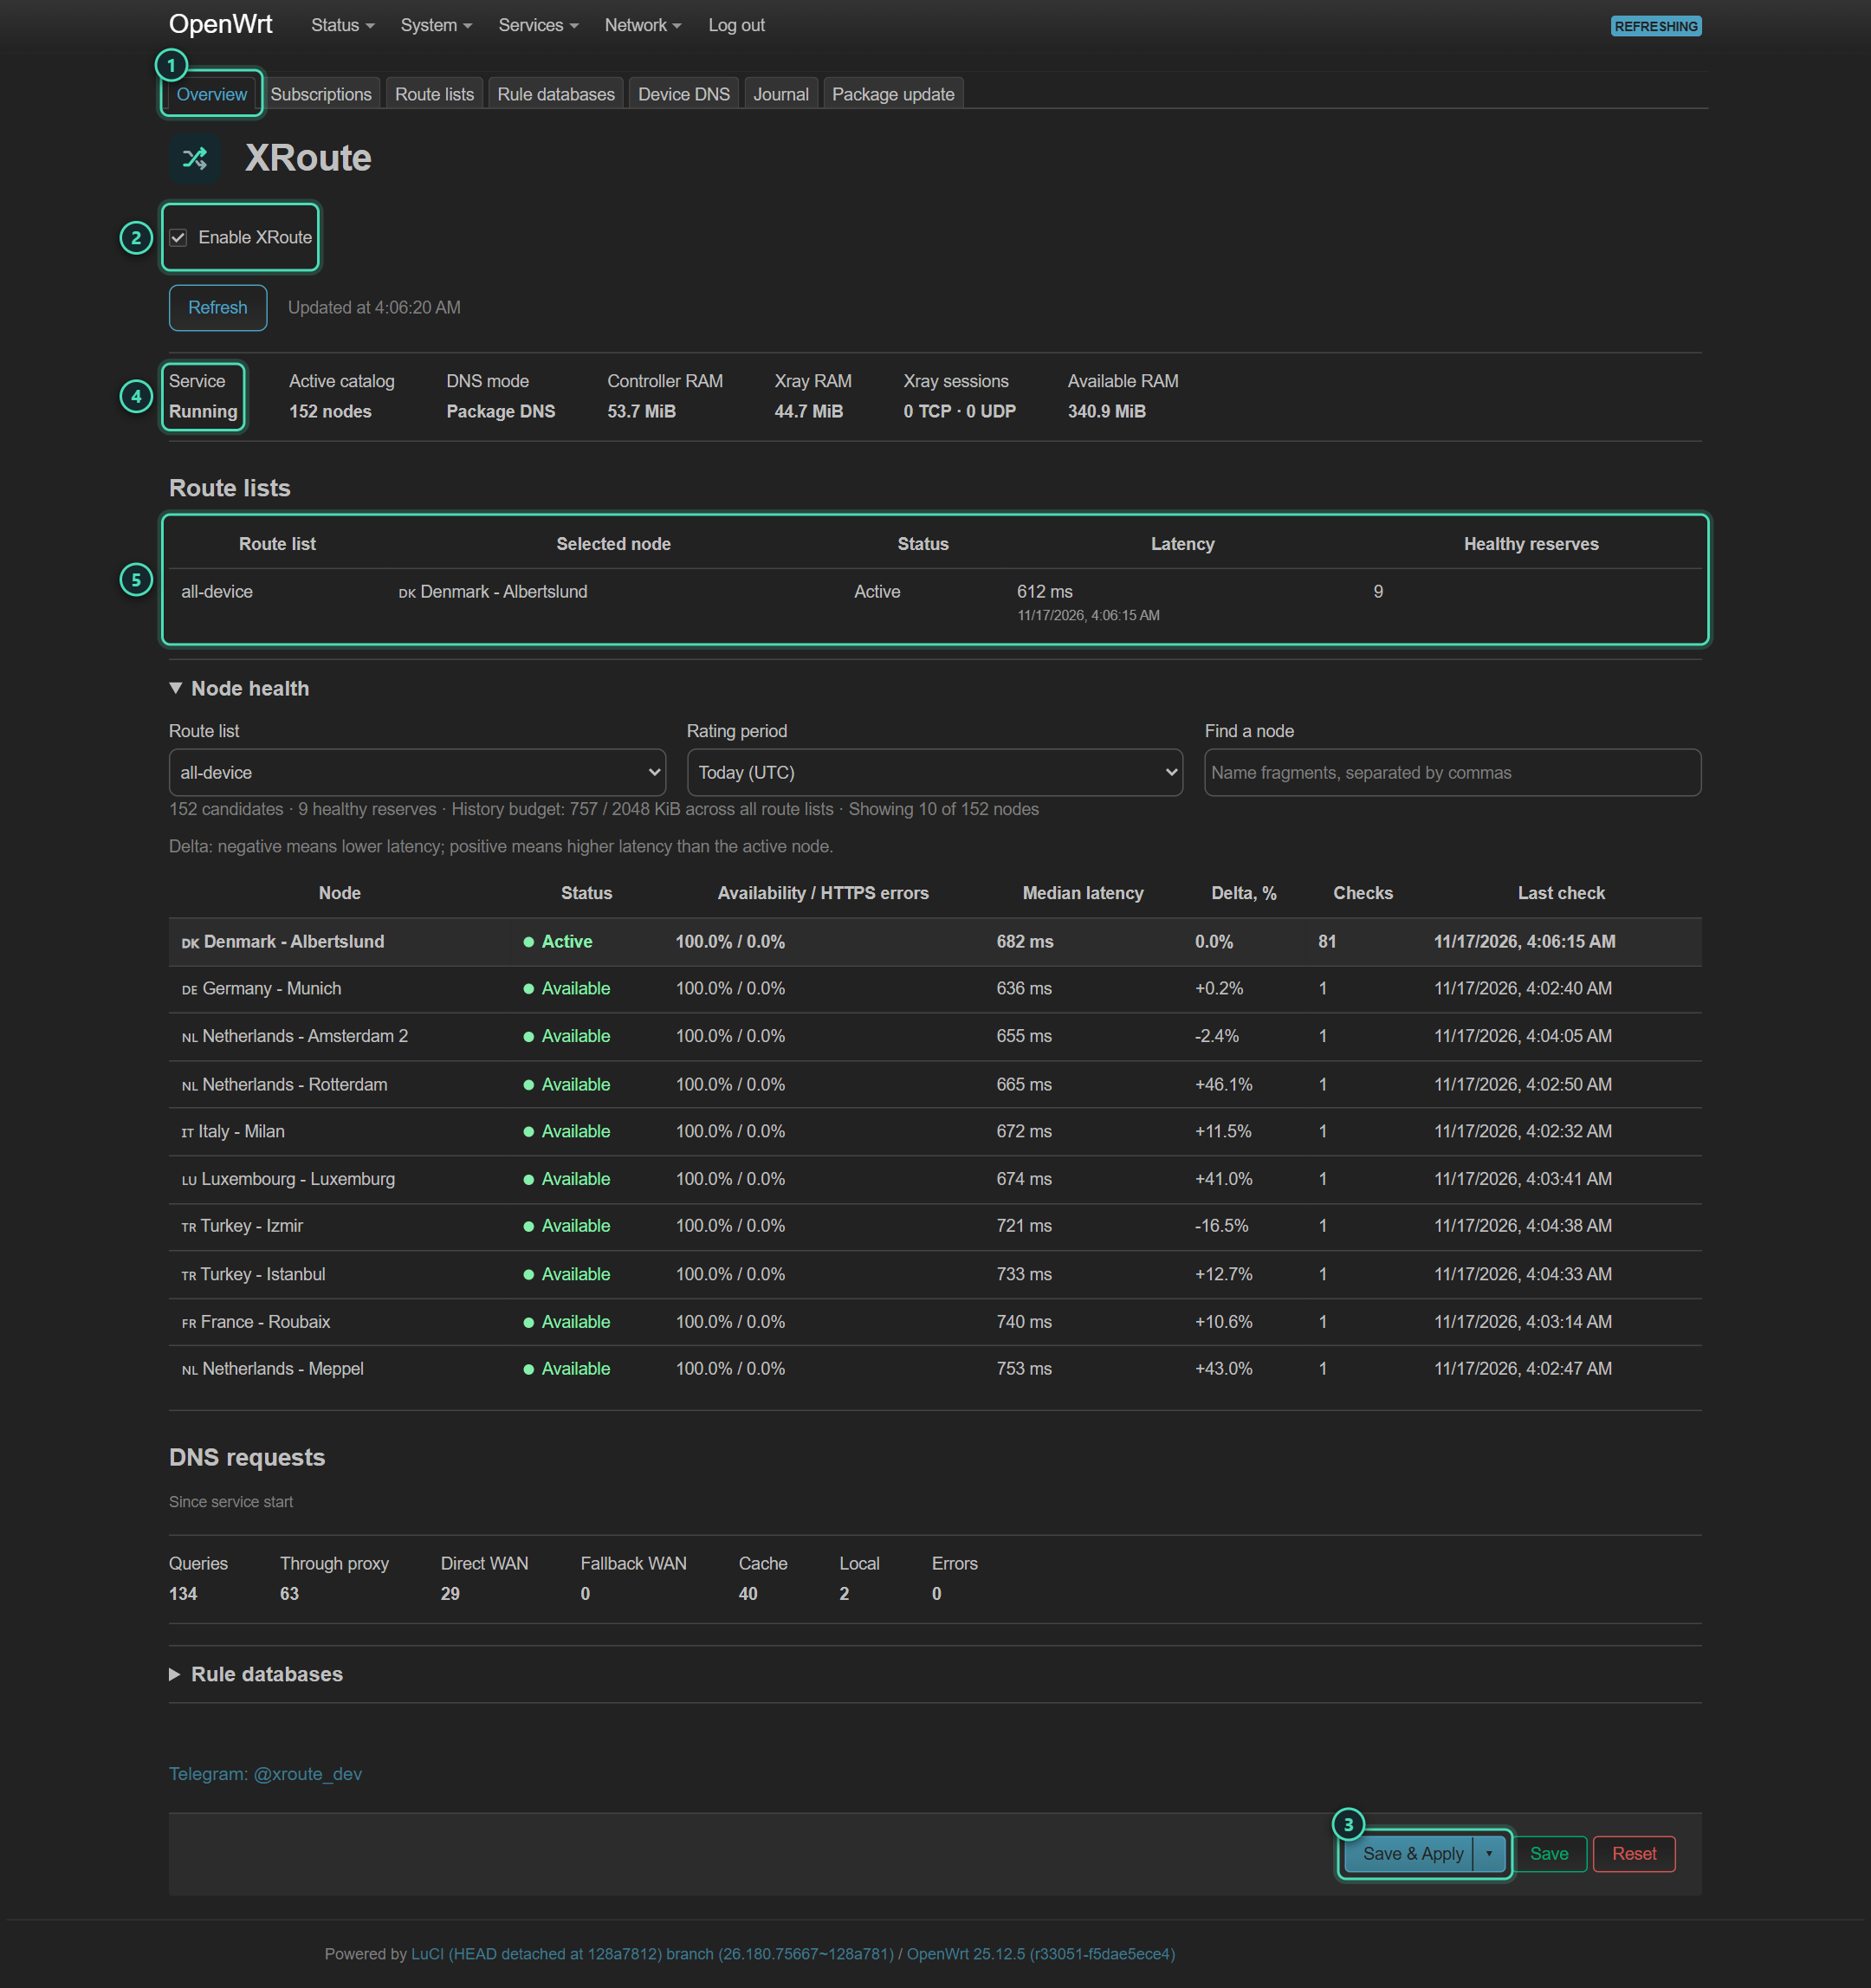 OpenWrt Status System Services Network Log out REFRESHING
1
Overview Subscriptions Route lists Rule databases Device DNS Journal Package update
XRoute
2 Enable XRoute
Refresh Updated at 4:06:20 AM
4
Service Active catalog DNS mode Controller RAM Xray RAM Xray sessions Available RAM
Running 152 nodes Package DNS 53.7 MiB 44.7 MiB 0 TCP · 0 UDP 340.9 MiB
Route lists
5
Route list Selected node Status Latency Healthy reserves
all-device DK Denmark - Albertslund Active 612 ms 9
11/17/2026, 4:06:15 AM
Node health
Route list Rating period Find a node
all-device Today (UTC) Name fragments, separated by commas
152 candidates · 9 healthy reserves · History budget: 757 / 2048 KiB across all route lists · Showing 10 of 152 nodes
Delta: negative means lower latency; positive means higher latency than the active node.
Node Status Availability / HTTPS errors Median latency Delta, % Checks Last check
DK Denmark - Albertslund Active 100.0% / 0.0% 682 ms 0.0% 81 11/17/2026, 4:06:15 AM
DE Germany - Munich Available 100.0% / 0.0% 636 ms +0.2% 1 11/17/2026, 4:02:40 AM
NL Netherlands - Amsterdam 2 Available 100.0% / 0.0% 655 ms -2.4% 1 11/17/2026, 4:04:05 AM
NL Netherlands - Rotterdam Available 100.0% / 0.0% 665 ms +46.1% 1 11/17/2026, 4:02:50 AM
IT Italy - Milan Available 100.0% / 0.0% 672 ms +11.5% 1 11/17/2026, 4:02:32 AM
LU Luxembourg - Luxemburg Available 100.0% / 0.0% 674 ms +41.0% 1 11/17/2026, 4:03:41 AM
TR Turkey - Izmir Available 100.0% / 0.0% 721 ms -16.5% 1 11/17/2026, 4:04:38 AM
TR Turkey - Istanbul Available 100.0% / 0.0% 733 ms +12.7% 1 11/17/2026, 4:04:33 AM
FR France - Roubaix Available 100.0% / 0.0% 740 ms +10.6% 1 11/17/2026, 4:03:14 AM
NL Netherlands - Meppel Available 100.0% / 0.0% 753 ms +43.0% 1 11/17/2026, 4:02:47 AM
DNS requests
Since service start
Queries Through proxy Direct WAN Fallback WAN Cache Local Errors
134 63 29 0 40 2 0
Rule databases
Telegram: @xroute_dev
3
Save & Apply Save Reset
Powered by LuCI (HEAD detached at 128a7812) branch (26.180.75667~128a781) / OpenWrt 25.12.5 (r33051-f5dae5ece4)